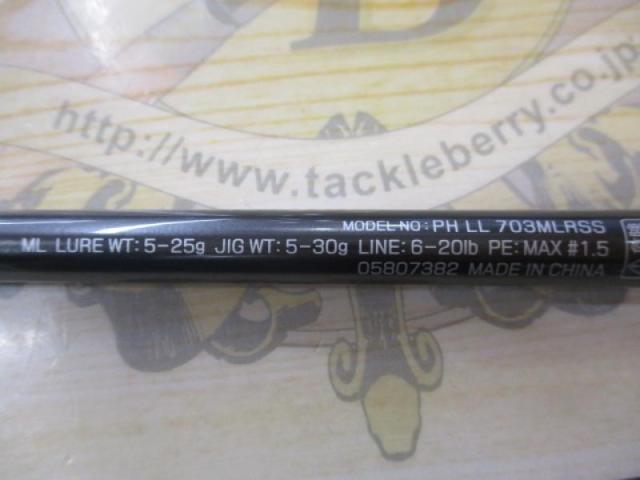 http://www.tackleberry.co.jp
MODEL NO: PH LL 703MLRSS
ML LURE WT: 5-25g JIG WT: 5-30g LINE: 6-20lb PE: MAX #1.5
05807382 MADE IN CHINA